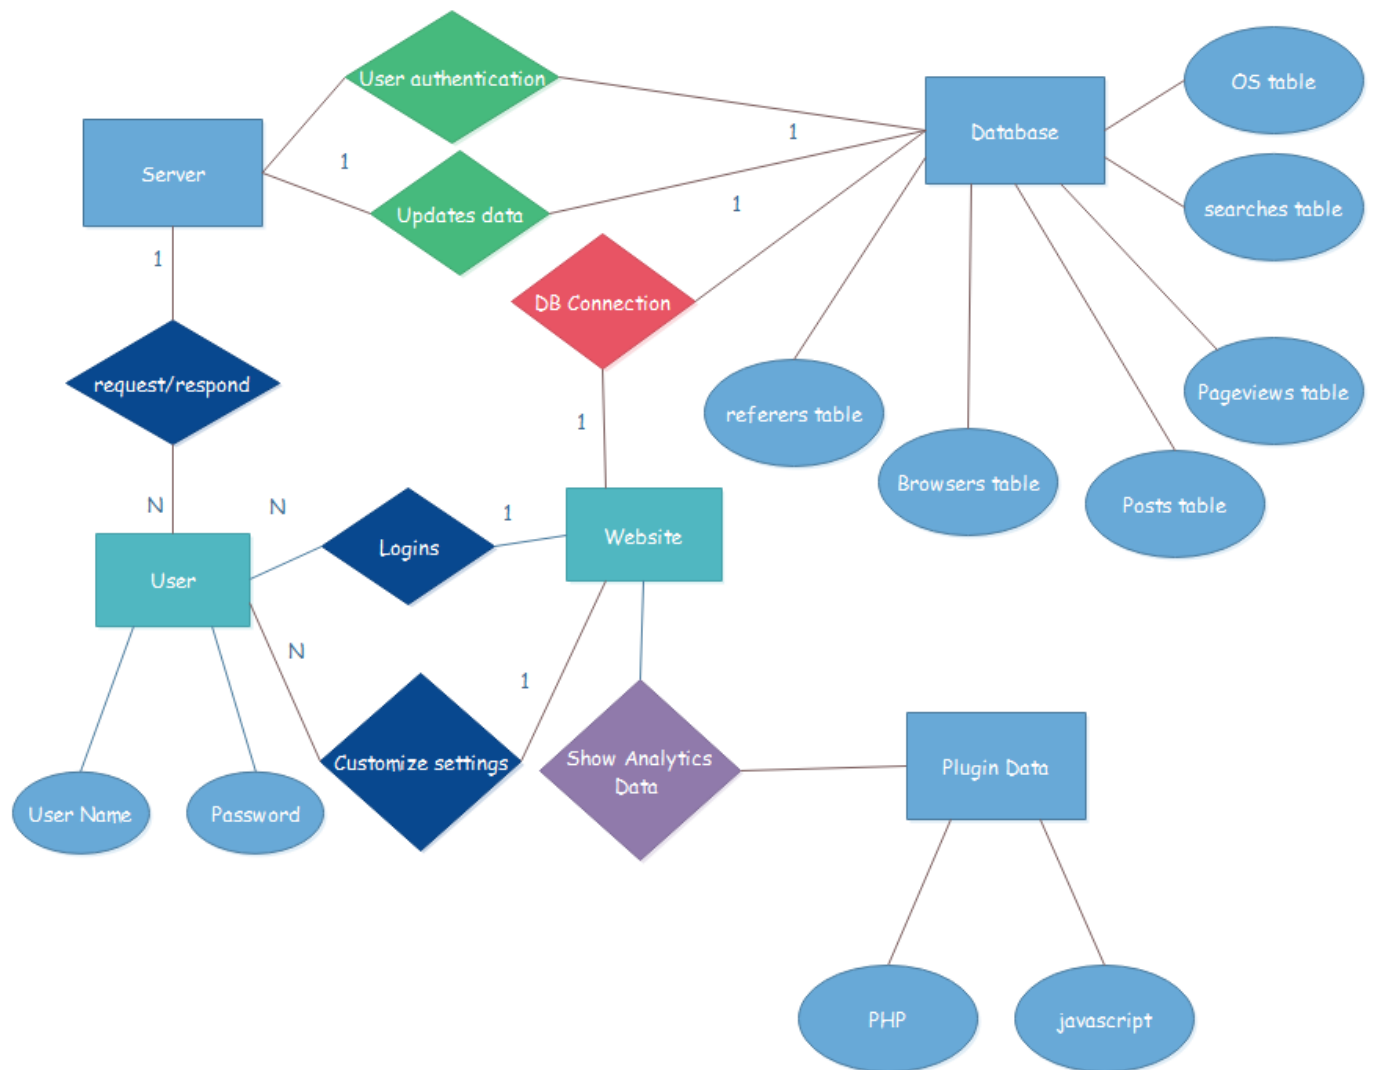 User authentication
OS table
Database
1
Server
1
searches table
1
Updates data
1
DB Connection
request/respond
Pageviews table
referers table
1
Browsers table
N
N
1
Posts table
Website
Logins
User
N
1
Customize settings
Show Analytics
Data
Plugin Data
User Name
Password
PHP
javascript